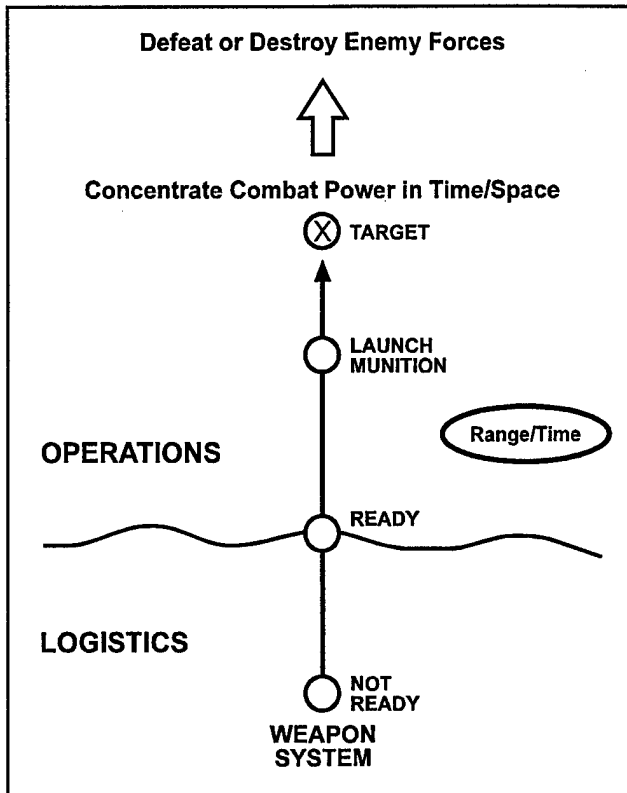 Defeat or Destroy Enemy Forces
Concentrate Combat Power in Time/Space
X TARGET
LAUNCH
MUNITION
Range/Time
OPERATIONS
READY
LOGISTICS
NOT
READY
WEAPON
SYSTEM